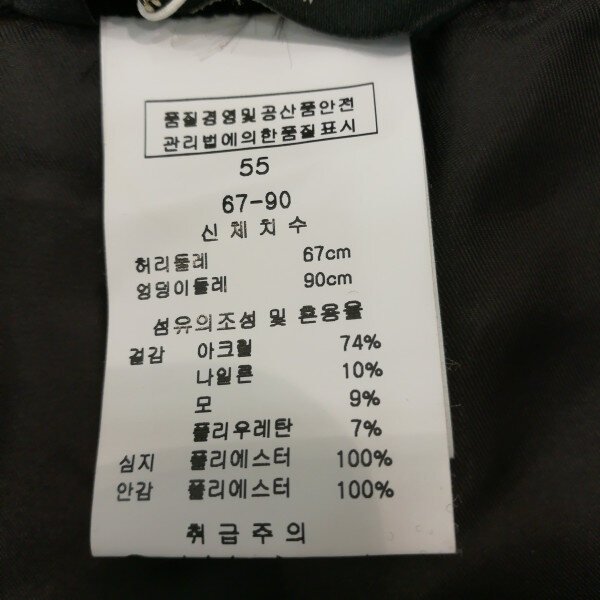 품질경영및공산품안전
관리법에의한품질표시
55
67-90
신체치수
허리둘레 67cm
엉덩이둘레 90cm
섬유의조성 및 혼용율
겉감 아크릴 74%
나일론 10%
모 9%
폴리우레탄 7%
심지 폴리에스터 100%
안감 폴리에스터 100%
취급주의